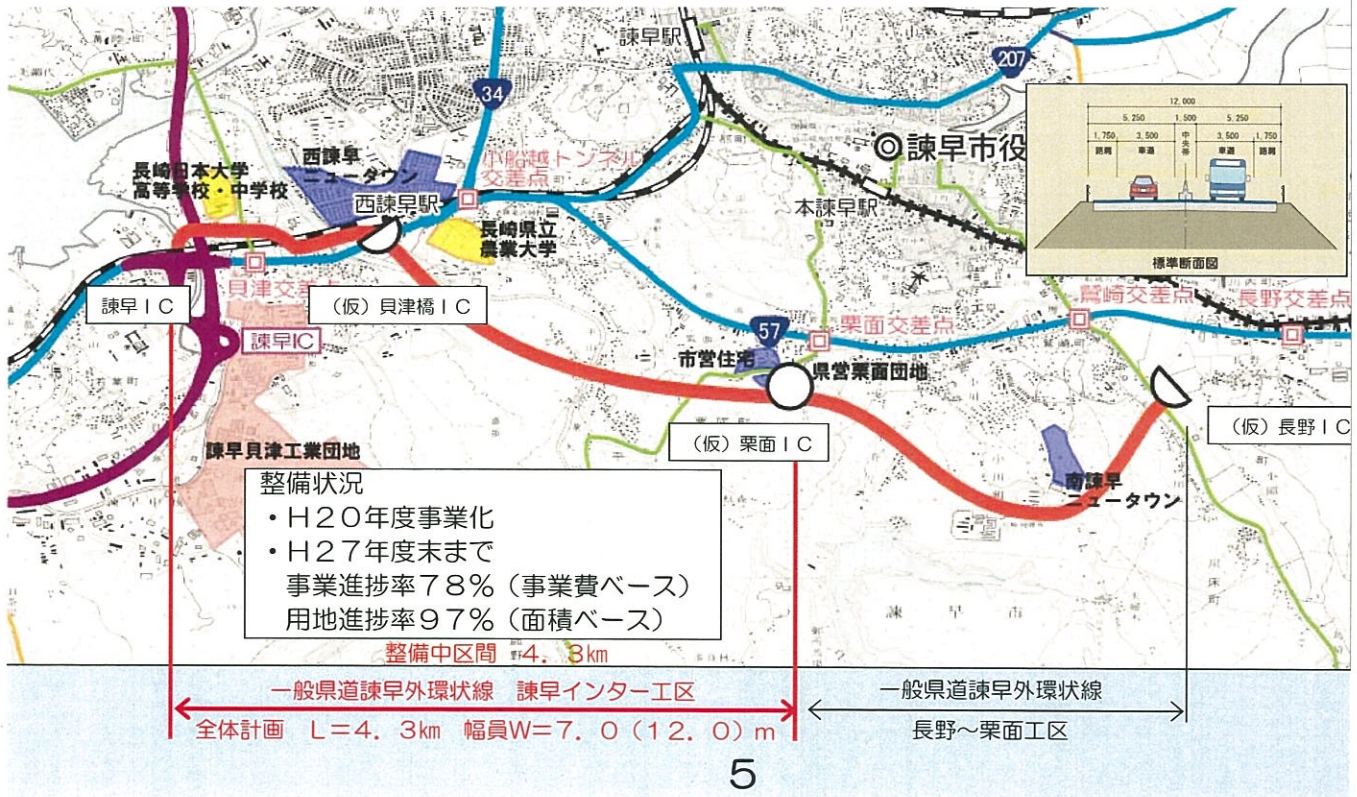 諫早駅
207
34
12,000
5,250 1,500 5,250
1,750 3,500 中央帯 3,500 1,750
路肩 車道 車道 路肩
標準断面図
諫早市役
西諫早
ニュータウン
小船越トンネル
交差点
長崎日本大学
高等学校・中学校
西諫早駅
本諫早駅
長崎県立
農業大学
諫早ＩＣ
貝津交差点
（仮）貝津橋ＩＣ
鷲崎交差点
長野交差点
諫早IC
57
栗面交差点
市営住宅
県営栗面団地
（仮）栗面ＩＣ
（仮）長野ＩＣ
諫早貝津工業団地
南諫早
ニュータウン
整備状況
・Ｈ２０年度事業化
・Ｈ２７年度末まで
事業進捗率７８％（事業費ベース）
用地進捗率９７％（面積ベース）
諫早市
川床町
整備中区間 ４．３㎞
一般県道諫早外環状線 諫早インター工区
一般県道諫早外環状線
全体計画 Ｌ＝４．３㎞ 幅員Ｗ＝７．０（１２．０）ｍ
長野～栗面工区
5